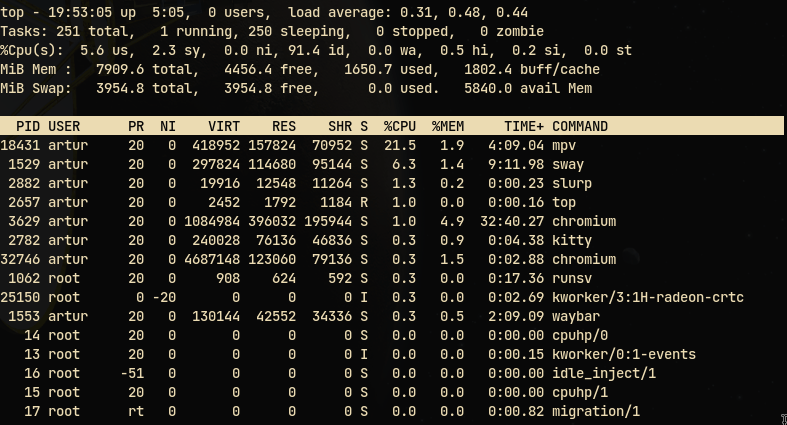 top - 19:53:05 up  5:05,  0 users,  load average: 0.31, 0.48, 0.44
Tasks: 251 total,   1 running, 250 sleeping,   0 stopped,   0 zombie
%Cpu(s):  5.6 us,  2.3 sy,  0.0 ni, 91.4 id,  0.0 wa,  0.5 hi,  0.2 si,  0.0 st
MiB Mem :   7909.6 total,   4456.4 free,   1650.7 used,   1802.4 buff/cache
MiB Swap:   3954.8 total,   3954.8 free,      0.0 used.   5840.0 avail Mem
  PID USER      PR  NI    VIRT    RES    SHR S  %CPU  %MEM     TIME+ COMMAND
18431 artur     20   0  418952 157824  70952 S  21.5   1.9   4:09.04 mpv
 1529 artur     20   0  297824 114680  95144 S   6.3   1.4   9:11.98 sway
 2882 artur     20   0   19916  12548  11264 S   1.3   0.2   0:00.23 slurp
 2657 artur     20   0    2452   1792   1184 R   1.0   0.0   0:00.16 top
 3629 artur     20   0 1084984 396032 195944 S   1.0   4.9  32:40.27 chromium
 2782 artur     20   0  240028  76136  46836 S   0.3   0.9   0:04.38 kitty
32746 artur     20   0 4687148 123060  79136 S   0.3   1.5   0:02.88 chromium
 1062 root      20   0     908    624    592 S   0.3   0.0   0:17.36 runsv
25150 root       0 -20       0      0      0 I   0.3   0.0   0:02.69 kworker/3:1H-radeon-crtc
 1553 artur     20   0  130144  42552  34336 S   0.3   0.5   2:09.09 waybar
   14 root      20   0       0      0      0 S   0.0   0.0   0:00.00 cpuhp/0
   13 root      20   0       0      0      0 I   0.0   0.0   0:00.15 kworker/0:1-events
   16 root     -51   0       0      0      0 S   0.0   0.0   0:00.00 idle_inject/1
   15 root      20   0       0      0      0 S   0.0   0.0   0:00.00 cpuhp/1
   17 root      rt   0       0      0      0 S   0.0   0.0   0:00.82 migration/1